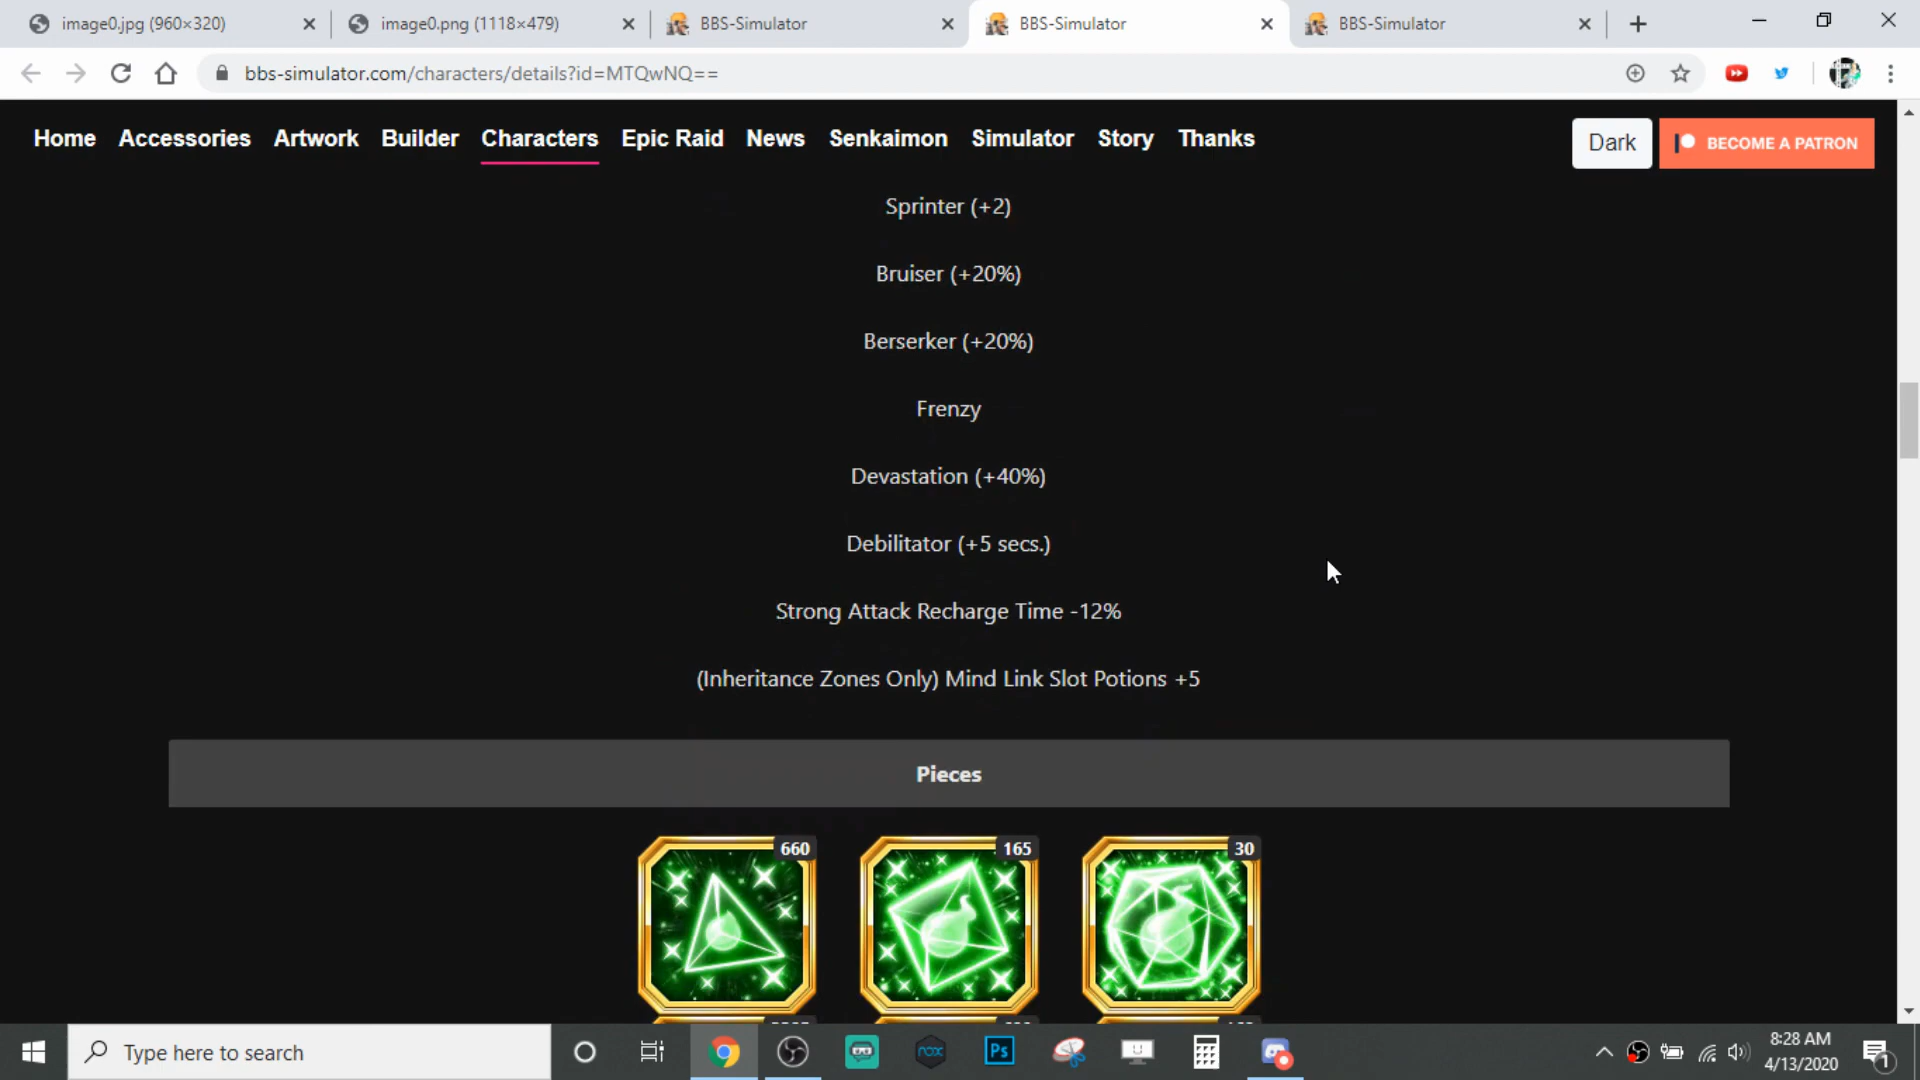 image0.jpg (960×320)
image0.png (1118×479)
BBS-Simulator
BBS-Simulator
BBS-Simulator
bbs-simulator.com/characters/details?id=MTQwNQ==
Home Accessories Artwork Builder Characters Epic Raid News Senkaimon Simulator Story Thanks
Dark
BECOME A PATRON
Sprinter (+2)
Bruiser (+20%)
Berserker (+20%)
Frenzy
Devastation (+40%)
Debilitator (+5 secs.)
Strong Attack Recharge Time -12%
(Inheritance Zones Only) Mind Link Slot Potions +5
Pieces
660
165
30
Type here to search
nox
Ps
8:28 AM
4/13/2020
1